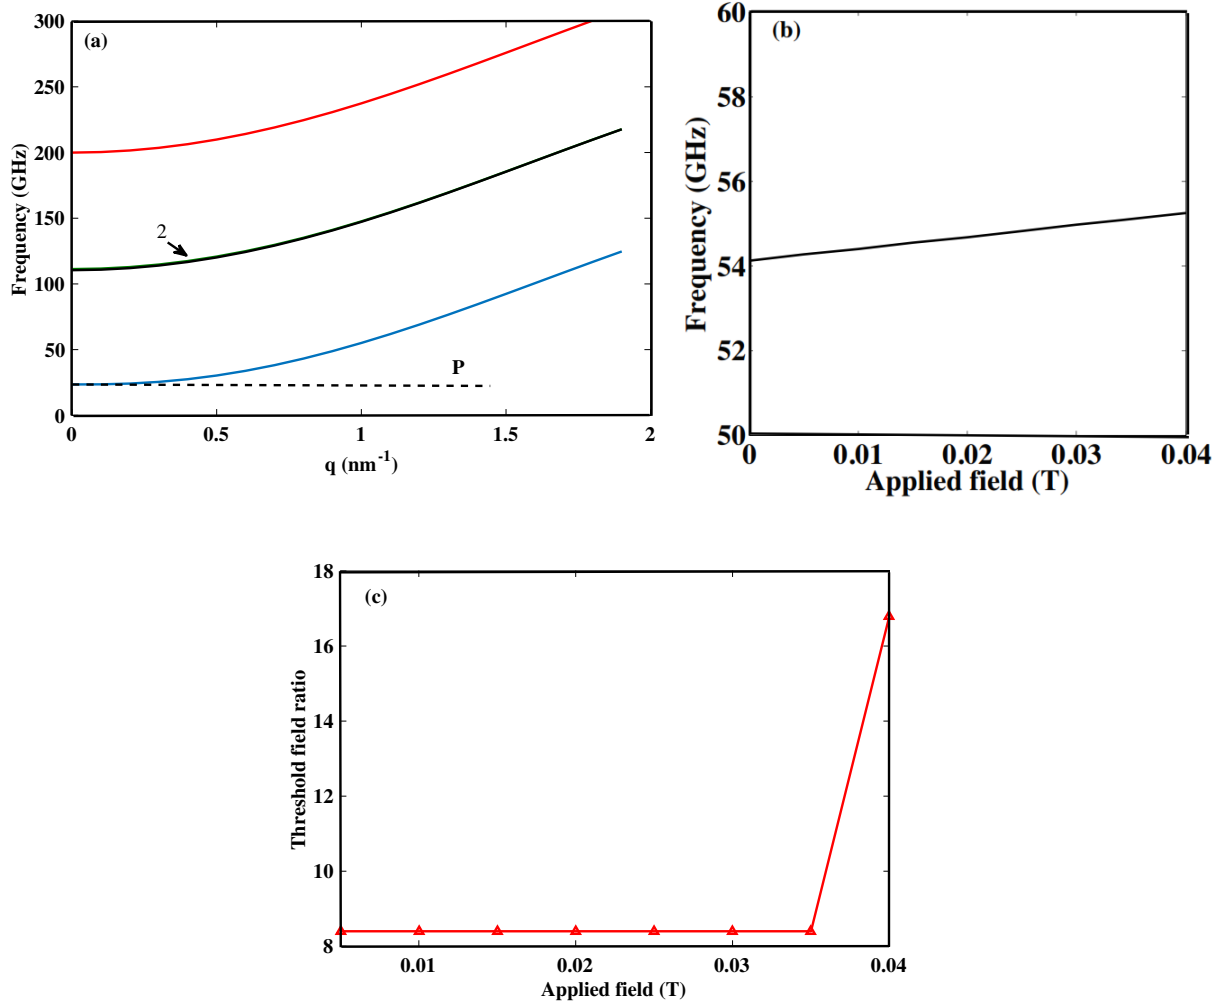 (a)
300
250
200
150
100
50
0
Frequency (GHz)
2
P
0 0.5 1 1.5 2
q (nm-1)
(b)
60
58
56
54
52
50
Frequency (GHz)
0 0.01 0.02 0.03 0.04
Applied field (T)
(c)
18
16
14
12
10
8
Threshold field ratio
0.01 0.02 0.03 0.04
Applied field (T)